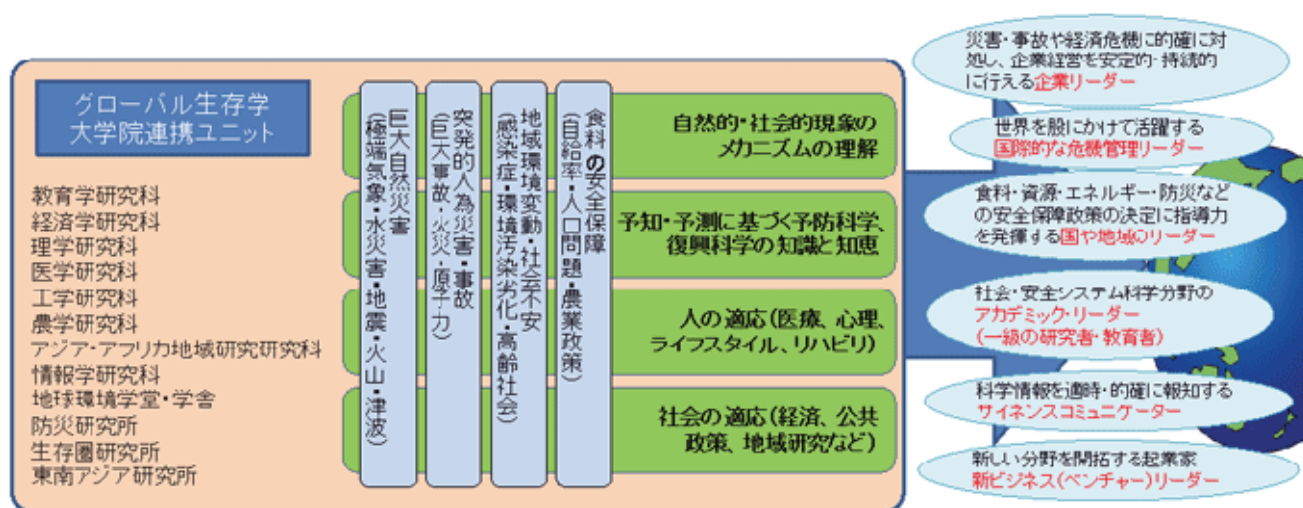 グローバル生存学
大学院連携ユニット
教育学研究科
経済学研究科
理学研究科
医学研究科
工学研究科
農学研究科
アジア・アフリカ地域研究研究科
情報学研究科
地球環境学堂・学舎
防災研究所
生存圏研究所
東南アジア研究所
巨大自然災害
(極端気象・水災害・地震・火山・津波)
突発的人為災害・事故
(巨大事故・火災・原子力)
地域環境変動・社会不安
(感染症・環境汚染劣化・高齢社会)
食料の安全保障
(自給率・人口問題・農業政策)
自然的・社会的現象の
メカニズムの理解
予知・予測に基づく予防科学、
復興科学の知識と知恵
人の適応(医療、心理、
ライフスタイル、リハビリ)
社会の適応(経済、公共
政策、地域研究など)
災害・事故や経済危機に的確に対
処し、企業経営を安定的・持続的
に行える企業リーダー
世界を股にかけて活躍する
国際的な危機管理リーダー
食料・資源・エネルギー・防災など
の安全保障政策の決定に指導力
を発揮する国や地域のリーダー
社会・安全システム科学分野の
アカデミック・リーダー
(一級の研究者・教育者)
科学情報を適時・的確に報知する
サイネンスコミュニケーター
新しい分野を開拓する起業家
新ビジネス(ベンチャー)リーダー